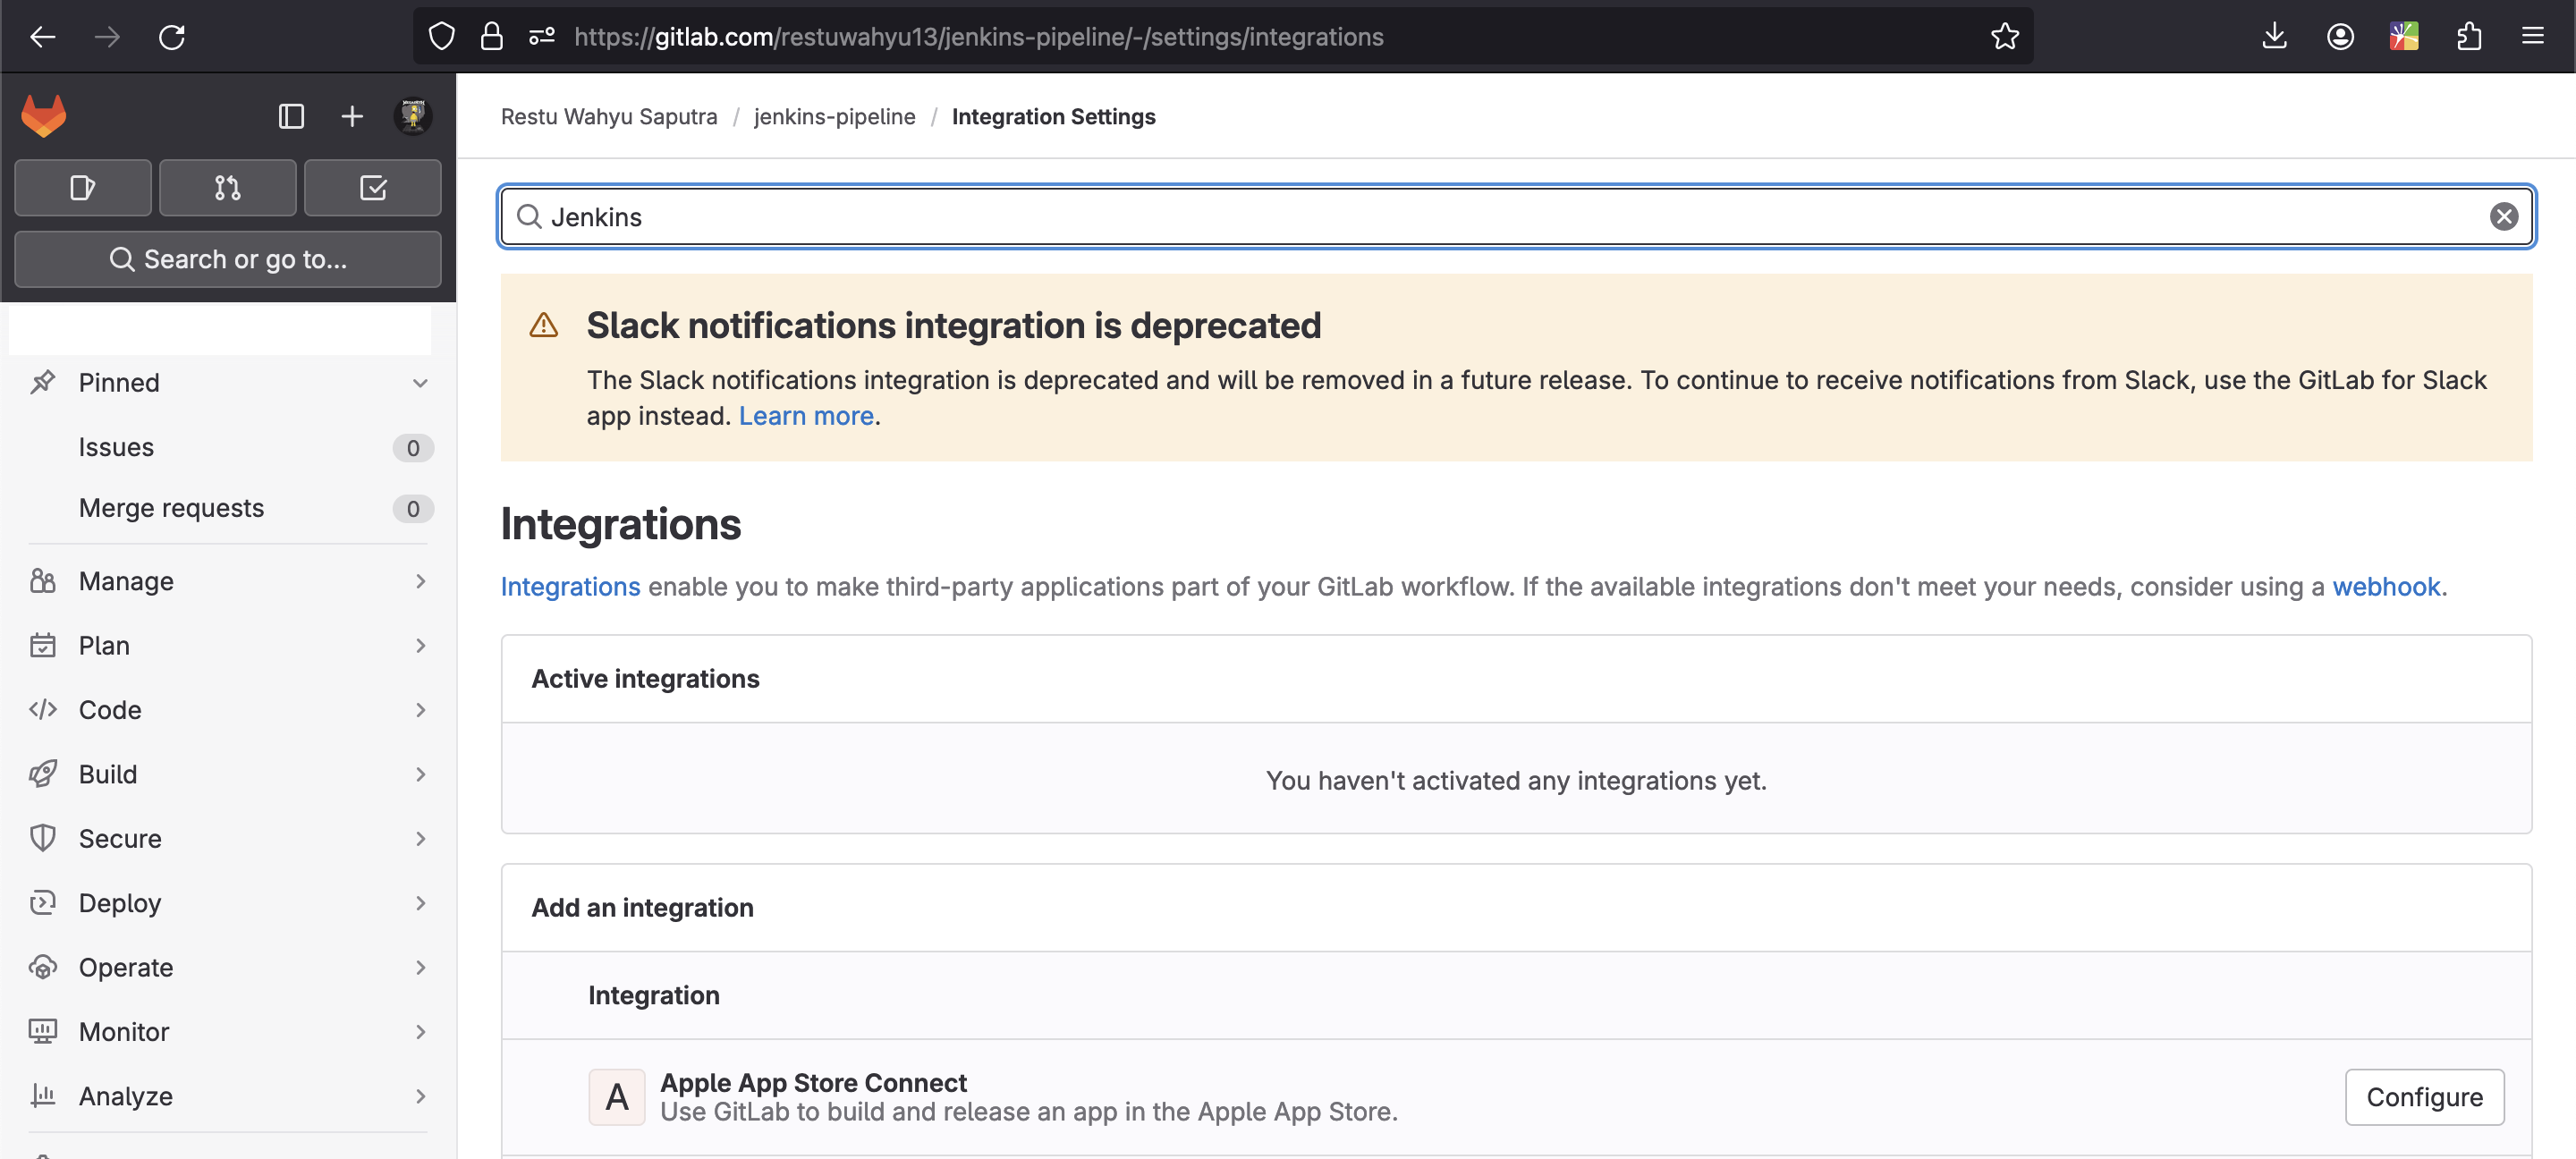 https://gitlab.com/restuwahyu13/jenkins-pipeline/-/settings/integrations
Restu Wahyu Saputra / jenkins-pipeline / Integration Settings
Search or go to...
Pinned
Issues 0
Merge requests 0
Manage
Plan
Code
Build
Secure
Deploy
Operate
Monitor
Analyze
Jenkins
Slack notifications integration is deprecated
The Slack notifications integration is deprecated and will be removed in a future release. To continue to receive notifications from Slack, use the GitLab for Slack
app instead. Learn more.
Integrations
Integrations enable you to make third-party applications part of your GitLab workflow. If the available integrations don't meet your needs, consider using a webhook.
Active integrations
You haven't activated any integrations yet.
Add an integration
Integration
A
Apple App Store Connect
Use GitLab to build and release an app in the Apple App Store.
Configure